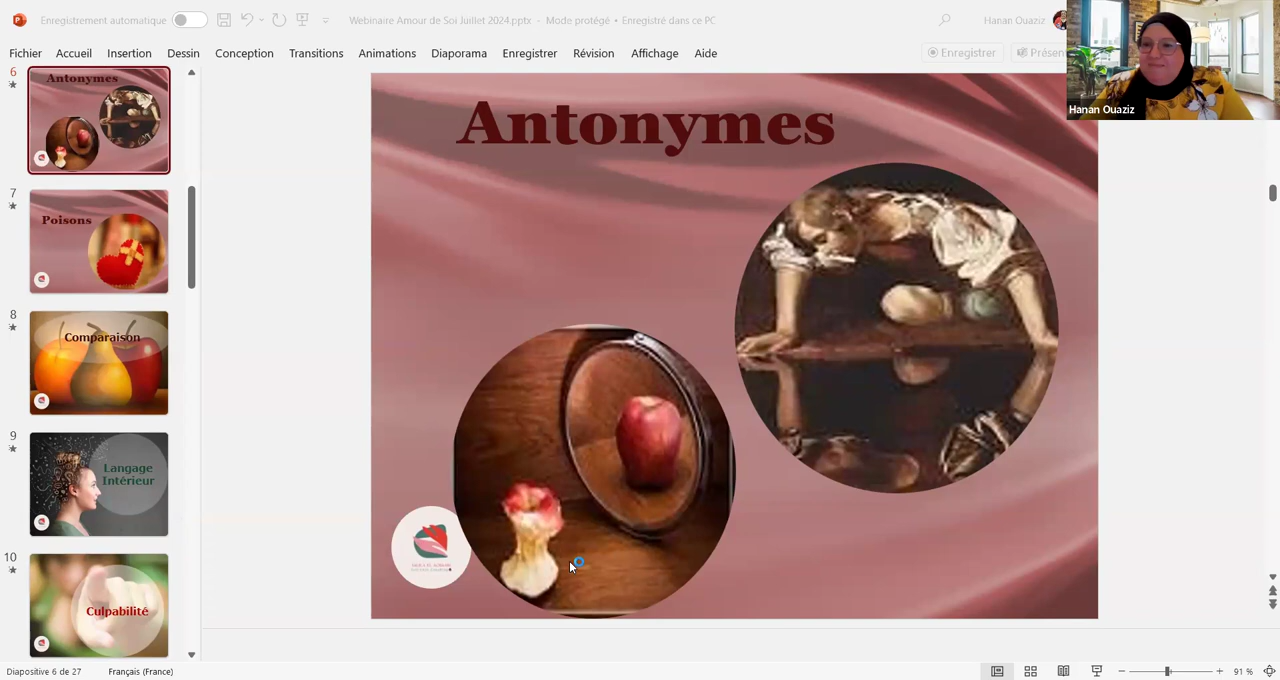 Enregistrement automatique
Webinaire Amour de Soi Juillet 2024.pptx - Mode protégé • Enregistré dans ce PC
Hanan Ouaziz
Fichier Accueil Insertion Dessin Conception Transitions Animations Diaporama Enregistrer Révision Affichage Aide
Enregistrer
Hanan Ouaziz
6
Antonymes
7
Poisons
8
Comparaison
9
Langage
Intérieur
10
Culpabilité
Antonymes
Diapositive 6 de 27 Français (France)
91 %